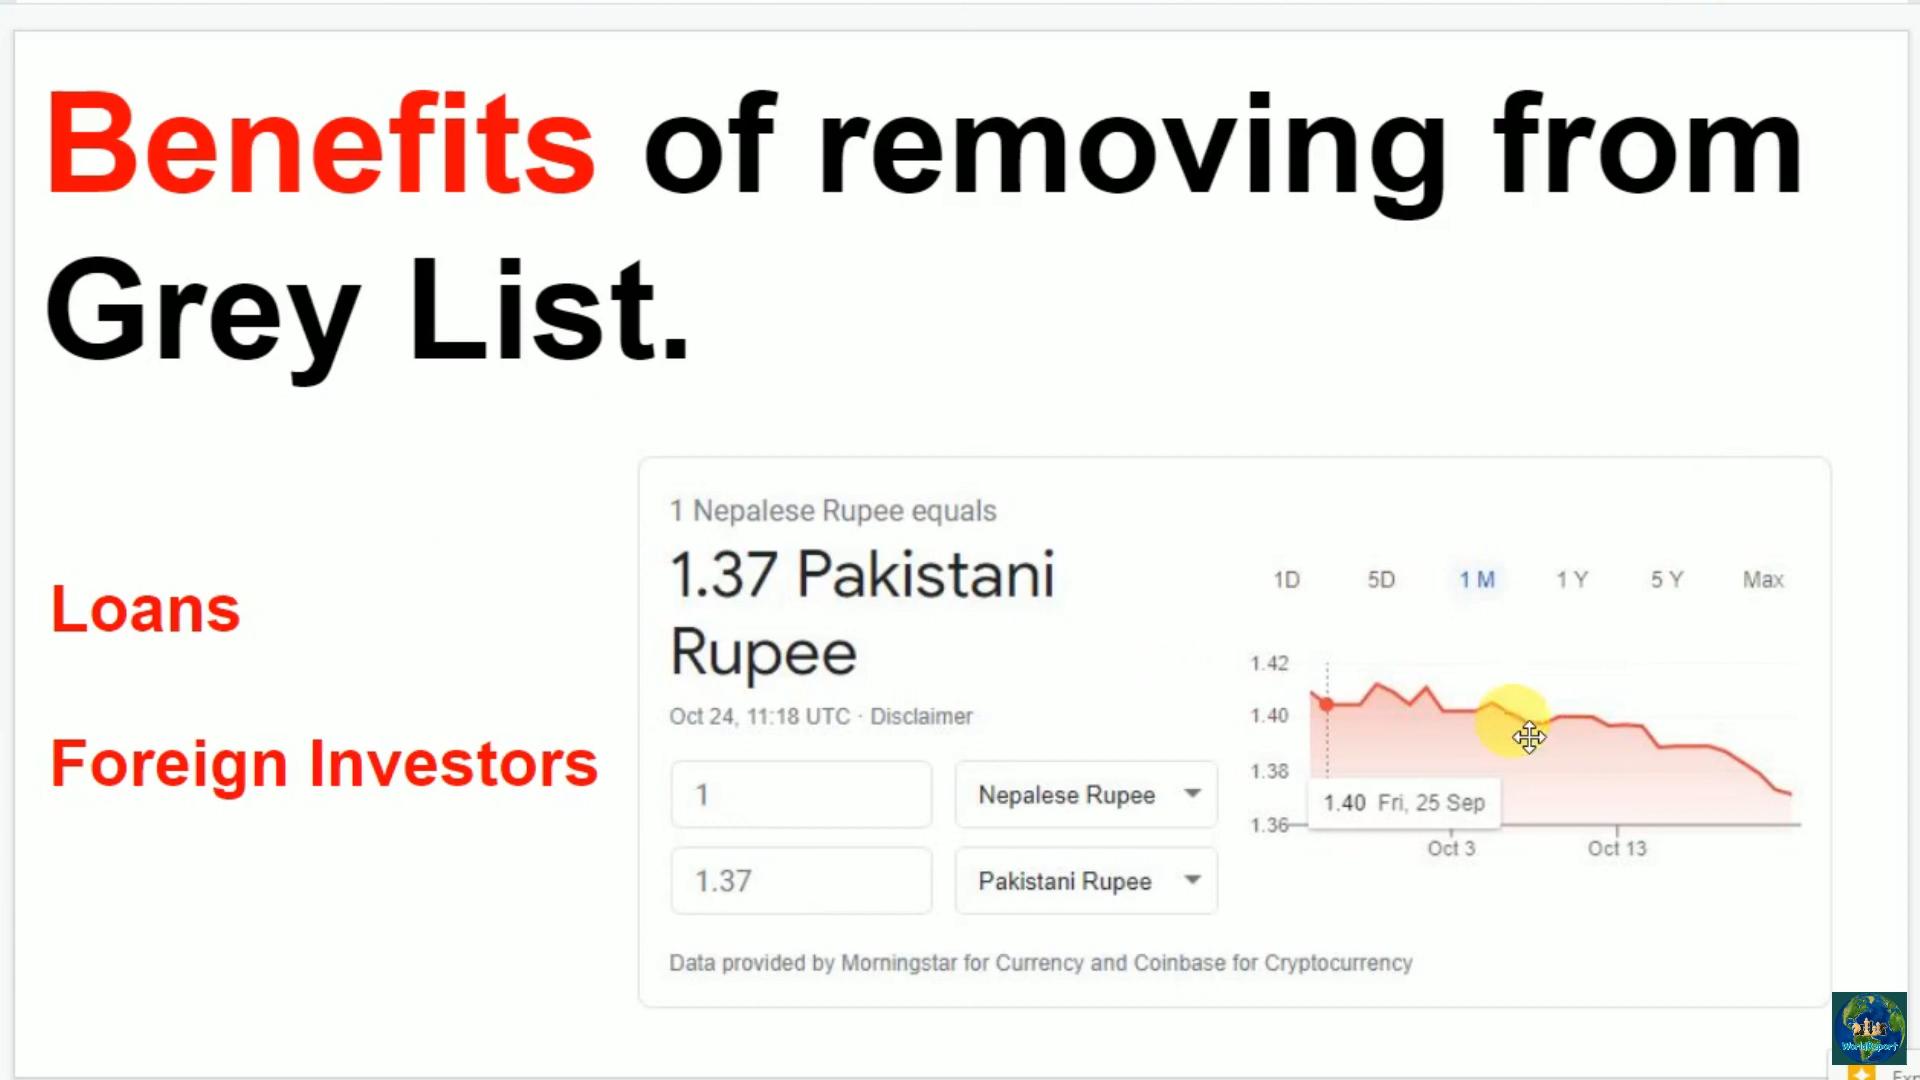 Benefits of removing from
Grey List.
Loans
Foreign Investors
1 Nepalese Rupee equals
1.37 Pakistani
Rupee
Oct 24, 11:18 UTC · Disclaimer
1 Nepalese Rupee
1.37 Pakistani Rupee
1D 5D 1 M 1 Y 5 Y Max
1.42
1.40
1.38
1.36
1.40 Fri, 25 Sep
Oct 3 Oct 13
Data provided by Morningstar for Currency and Coinbase for Cryptocurrency
WorldReport